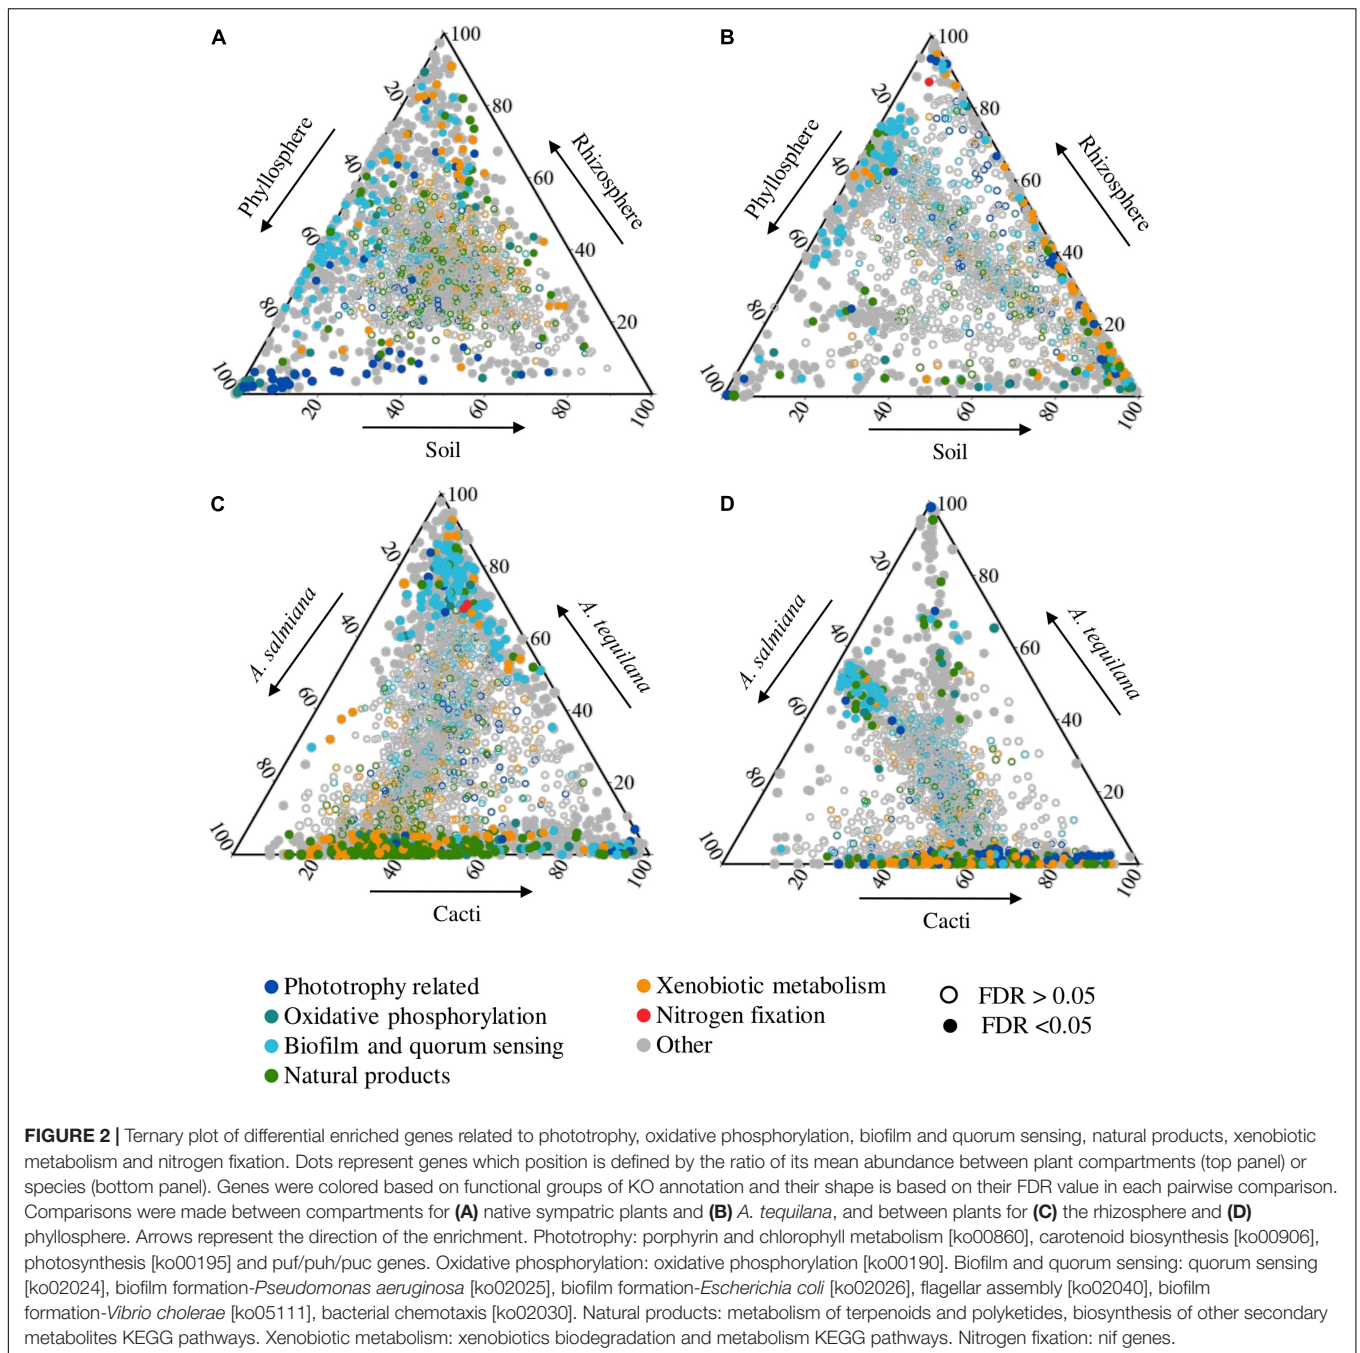 A
100
80
60
40
20
Phyllosphere
20
40
60
80
100
Rhizosphere
20
40
60
80
100
Soil
B
100
80
60
40
20
Phyllosphere
20
40
60
80
100
Rhizosphere
20
40
60
80
100
Soil
C
100
80
60
40
20
A. salmiana
20
40
60
80
100
A. tequilana
20
40
60
80
100
Cacti
D
100
80
60
40
20
A. salmiana
20
40
60
80
100
A. tequilana
20
40
60
80
100
Cacti
Phototrophy related
Oxidative phosphorylation
Biofilm and quorum sensing
Natural products
Xenobiotic metabolism
Nitrogen fixation
Other
FDR > 0.05
FDR <0.05
FIGURE 2 | Ternary plot of differential enriched genes related to phototrophy, oxidative phosphorylation, biofilm and quorum sensing, natural products, xenobiotic
metabolism and nitrogen fixation. Dots represent genes which position is defined by the ratio of its mean abundance between plant compartments (top panel) or
species (bottom panel). Genes were colored based on functional groups of KO annotation and their shape is based on their FDR value in each pairwise comparison.
Comparisons were made between compartments for (A) native sympatric plants and (B) A. tequilana, and between plants for (C) the rhizosphere and (D)
phyllosphere. Arrows represent the direction of the enrichment. Phototrophy: porphyrin and chlorophyll metabolism [ko00860], carotenoid biosynthesis [ko00906],
photosynthesis [ko00195] and puf/puh/puc genes. Oxidative phosphorylation: oxidative phosphorylation [ko00190]. Biofilm and quorum sensing: quorum sensing
[ko02024], biofilm formation-Pseudomonas aeruginosa [ko02025], biofilm formation-Escherichia coli [ko02026], flagellar assembly [ko02040], biofilm
formation-Vibrio cholerae [ko05111], bacterial chemotaxis [ko02030]. Natural products: metabolism of terpenoids and polyketides, biosynthesis of other secondary
metabolites KEGG pathways. Xenobiotic metabolism: xenobiotics biodegradation and metabolism KEGG pathways. Nitrogen fixation: nif genes.